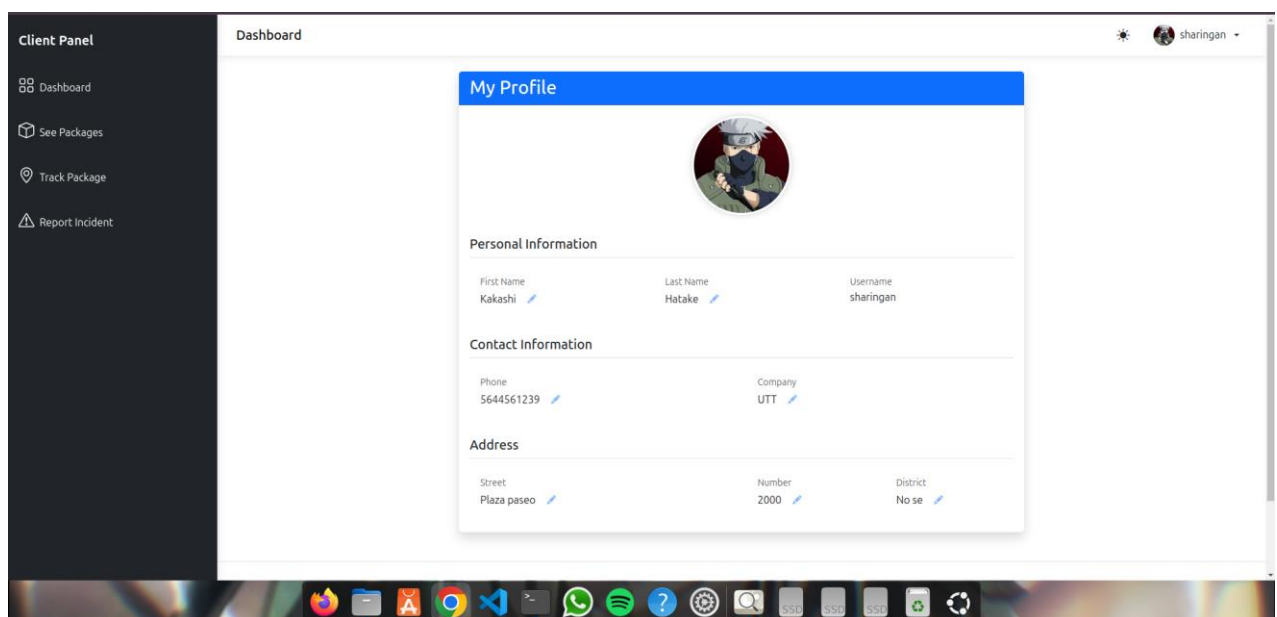 Client Panel
Dashboard
See Packages
Track Package
Report Incident
Dashboard
sharingan
My Profile
Personal Information
First Name Last Name Username
Kakashi Hatake sharingan
Contact Information
Phone Company
5644561239 UTT
Address
Street Number District
Plaza paseo 2000 No se
SSD SSD SSD